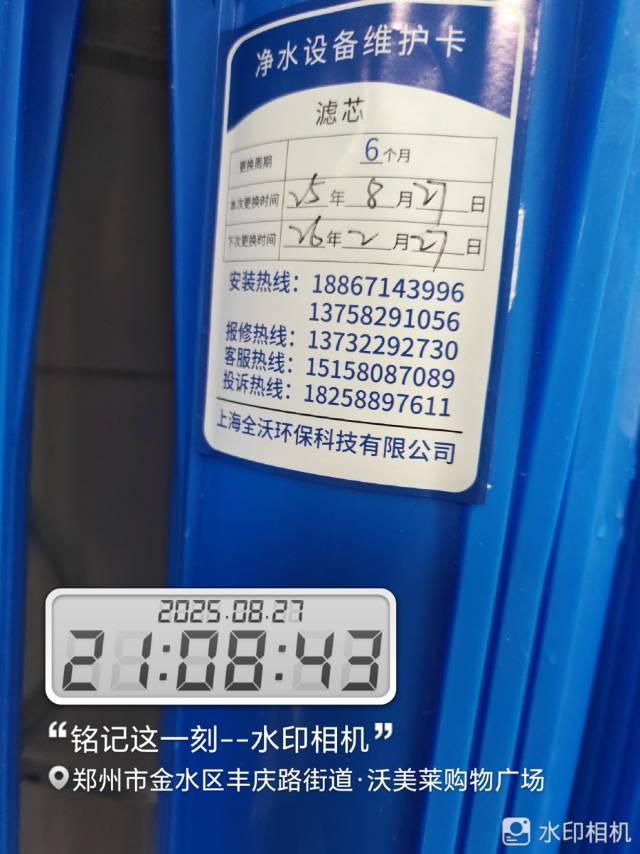 净水设备维护卡
滤芯
更换周期 6个月
本次更换时间 25年8月27日
下次更换时间 26年2月27日
安装热线：18867143996
13758291056
报修热线：13732292730
客服热线：15158087089
投诉热线：18258897611
上海全沃环保科技有限公司
2025.08.27
21:08:43
“铭记这一刻--水印相机”
郑州市金水区丰庆路街道·沃美莱购物广场
水印相机